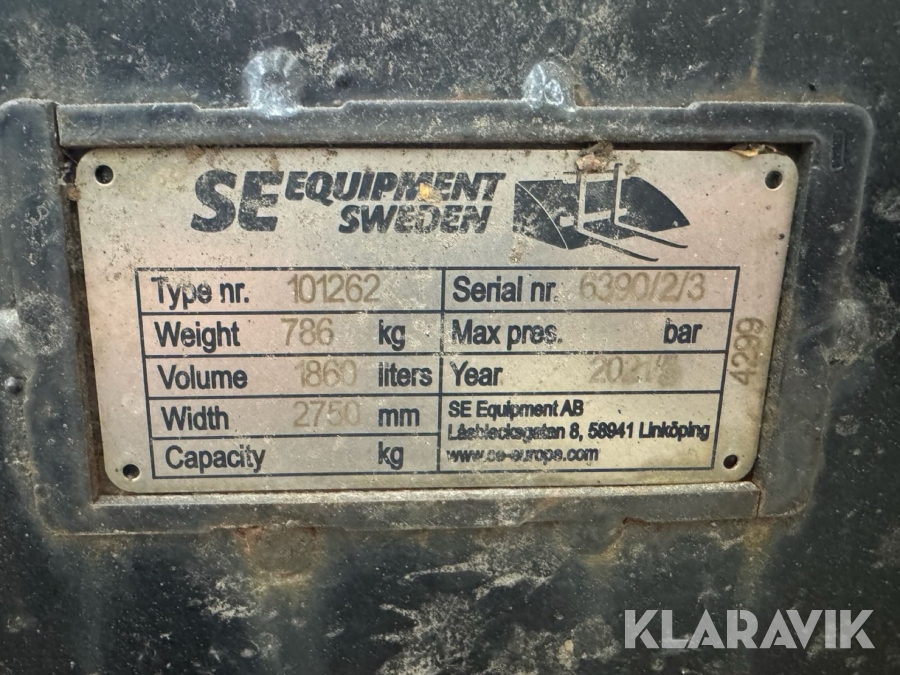 SE EQUIPMENT
SWEDEN
Type nr. 101262
Serial nr. 6390/2/3
Weight 786 kg
Max pres. bar
Volume 1860 liters
Year
Width 2750 mm
SE Equipment AB
Låsblecksgatan 8, 58941 Linköping
www.se-europe.com
Capacity kg
4299
KLARAVIK